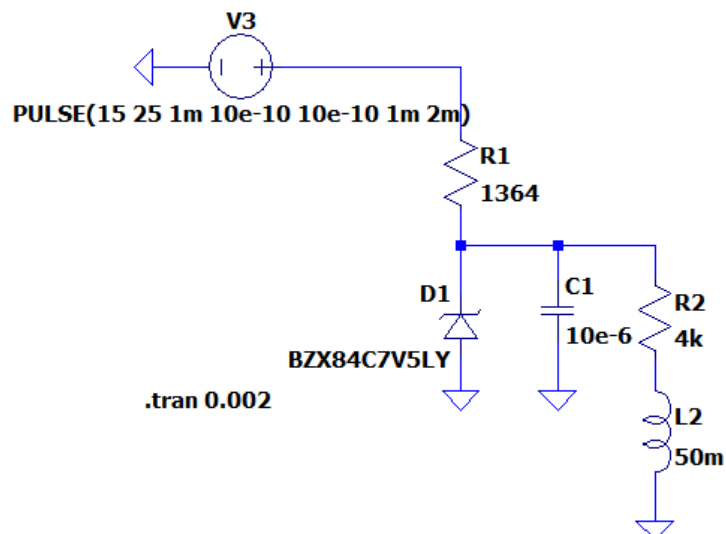 V3
PULSE(15 25 1m 10e-10 10e-10 1m 2m)
R1
1364
D1
BZX84C7V5LY
C1
10e-6
R2
4k
.tran 0.002
L2
50m